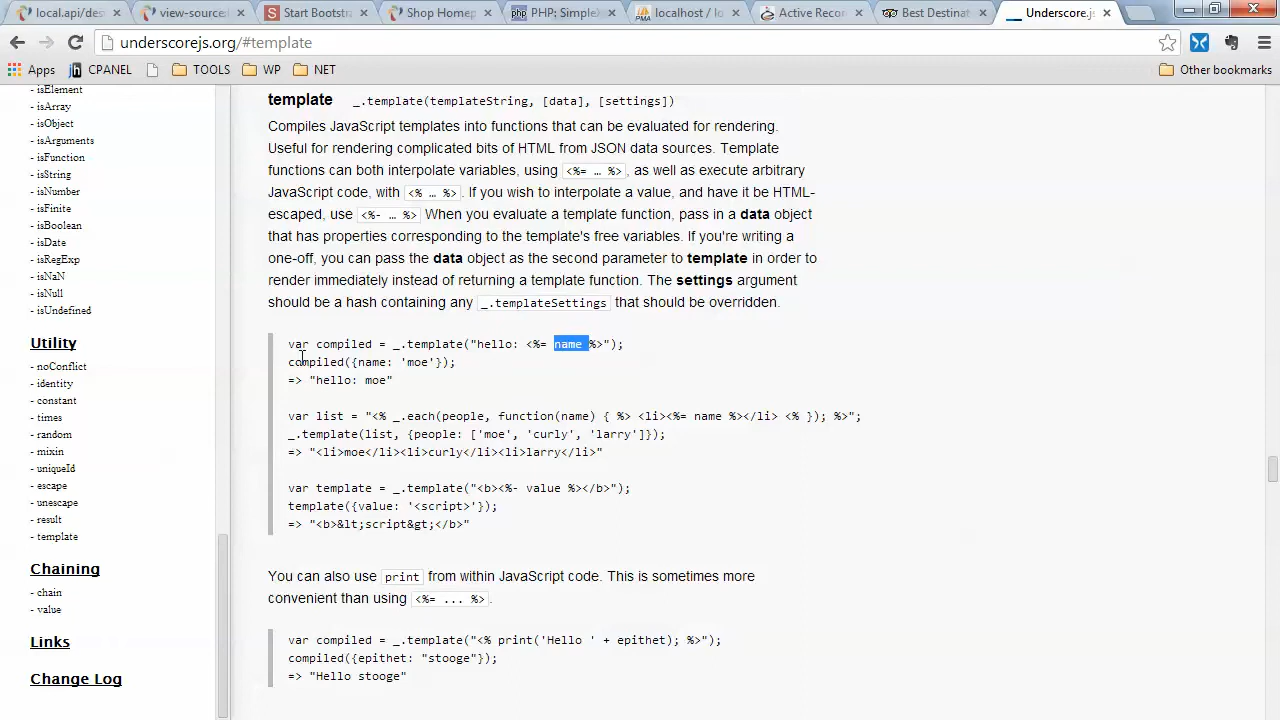 local.api/de:
view-source
Start Bootstra
Shop Homep
PHP: SimpleX
localhost / lo
Active Reco
Best Destinat
Underscore.j
underscorejs.org/#template
Apps
CPANEL
TOOLS
WP
NET
Other bookmarks
- isElement
- isArray
- isObject
- isArguments
- isFunction
- isString
- isNumber
- isFinite
- isBoolean
- isDate
- isRegExp
- isNaN
- isNull
- isUndefined
Utility
- noConflict
- identity
- constant
- times
- random
- mixin
- uniqueId
- escape
- unescape
- result
- template
Chaining
- chain
- value
Links
Change Log
template _.template(templateString, [data], [settings])
Compiles JavaScript templates into functions that can be evaluated for rendering.
Useful for rendering complicated bits of HTML from JSON data sources. Template
functions can both interpolate variables, using <%= … %>, as well as execute arbitrary
JavaScript code, with <% … %>. If you wish to interpolate a value, and have it be HTML-
escaped, use <%- … %> When you evaluate a template function, pass in a data object
that has properties corresponding to the template's free variables. If you're writing a
one-off, you can pass the data object as the second parameter to template in order to
render immediately instead of returning a template function. The settings argument
should be a hash containing any _.templateSettings that should be overridden.
var compiled = _.template("hello: <%= name %>");
compiled({name: 'moe'});
=> "hello: moe"
var list = "<% _.each(people, function(name) { %> <li><%= name %></li> <% }); %>";
_.template(list, {people: ['moe', 'curly', 'larry']});
=> "<li>moe</li><li>curly</li><li>larry</li>"
var template = _.template("<b><%- value %></b>");
template({value: '<script>'});
=> "<b>&lt;script&gt;</b>"
You can also use print from within JavaScript code. This is sometimes more
convenient than using <%= ... %>.
var compiled = _.template("<% print('Hello ' + epithet); %>");
compiled({epithet: "stooge"});
=> "Hello stooge"